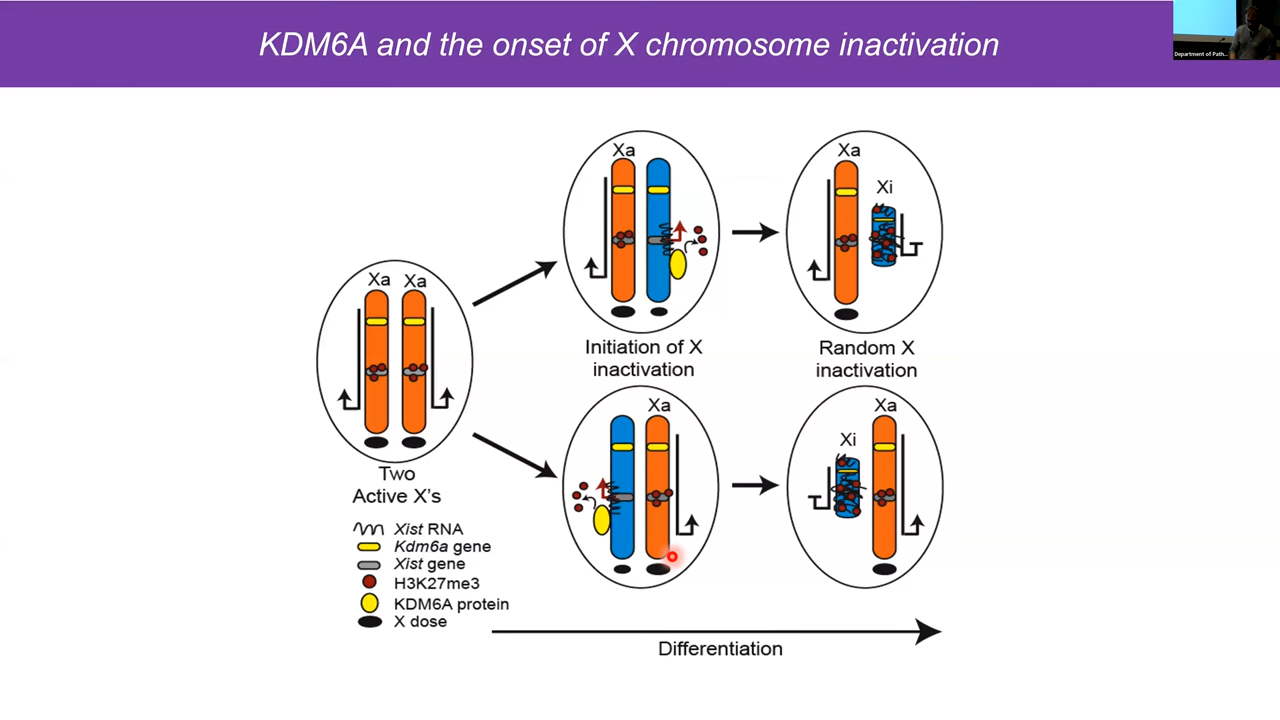 KDM6A and the onset of X chromosome inactivation
Department of Path...
Xa
Xa
Xi
Xa Xa
Initiation of X
inactivation
Random X
inactivation
Xa
Xa
Xi
Two
Active X's
Xist RNA
Kdm6a gene
Xist gene
H3K27me3
KDM6A protein
X dose
Differentiation